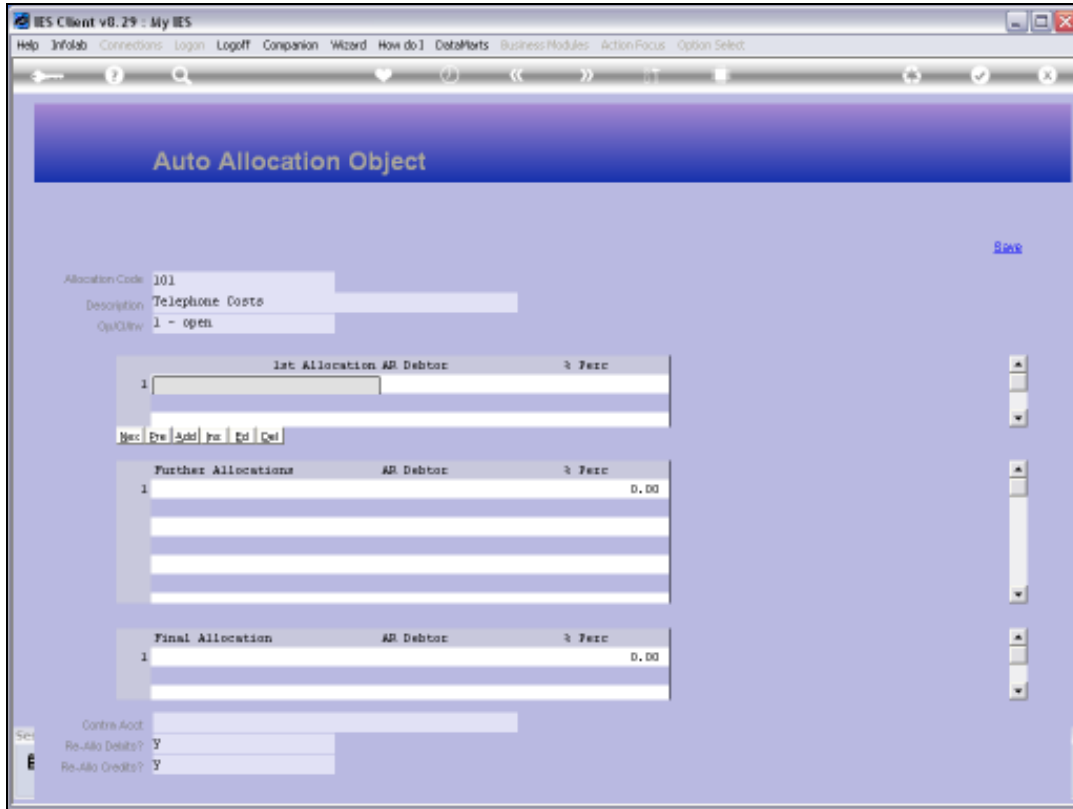 IES Client v8.29 : My IES
Help Infolab Connections Logon Logoff Companion Wizard How do I DataMarts Business Modules Action Focus Option Select
Auto Allocation Object
Save
Allocation Code 101
Description Telephone Costs
Op/Cl/Inv 1 - open
1st Allocation AR Debtor % Perc
1
Nex Pre Add Ins Ed Del
Further Allocations AR Debtor % Perc
1 0.00
Final Allocation AR Debtor % Perc
1 0.00
Contra Acct
Re-Allo Debits? Y
Re-Allo Credits? Y